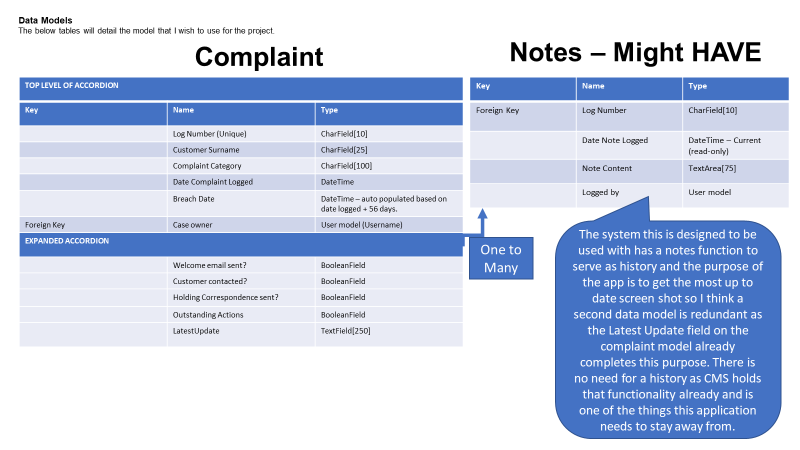 Data Models
The below tables will detail the model that I wish to use for the project.
Complaint
TOP LEVEL OF ACCORDION
Key Name Type
Log Number (Unique) CharField[10]
Customer Surname CharField[25]
Complaint Category CharField[100]
Date Complaint Logged DateTime
Breach Date DateTime – auto populated based on
date logged + 56 days.
Foreign Key Case owner User model (Username)
EXPANDED ACCORDION
Welcome email sent? BooleanField
Customer contacted? BooleanField
Holding Correspondence sent? BooleanField
Outstanding Actions BooleanField
LatestUpdate TextField[250]
Notes – Might HAVE
Key Name Type
Foreign Key Log Number CharField[10]
Date Note Logged DateTime – Current
(read-only)
Note Content TextArea[75]
Logged by User model
One to
Many
The system this is designed to be
used with has a notes function to
serve as history and the purpose of
the app is to get the most up to
date screen shot so I think a
second data model is redundant as
the Latest Update field on the
complaint model already
completes this purpose. There is
no need for a history as CMS holds
that functionality already and is
one of the things this application
needs to stay away from.